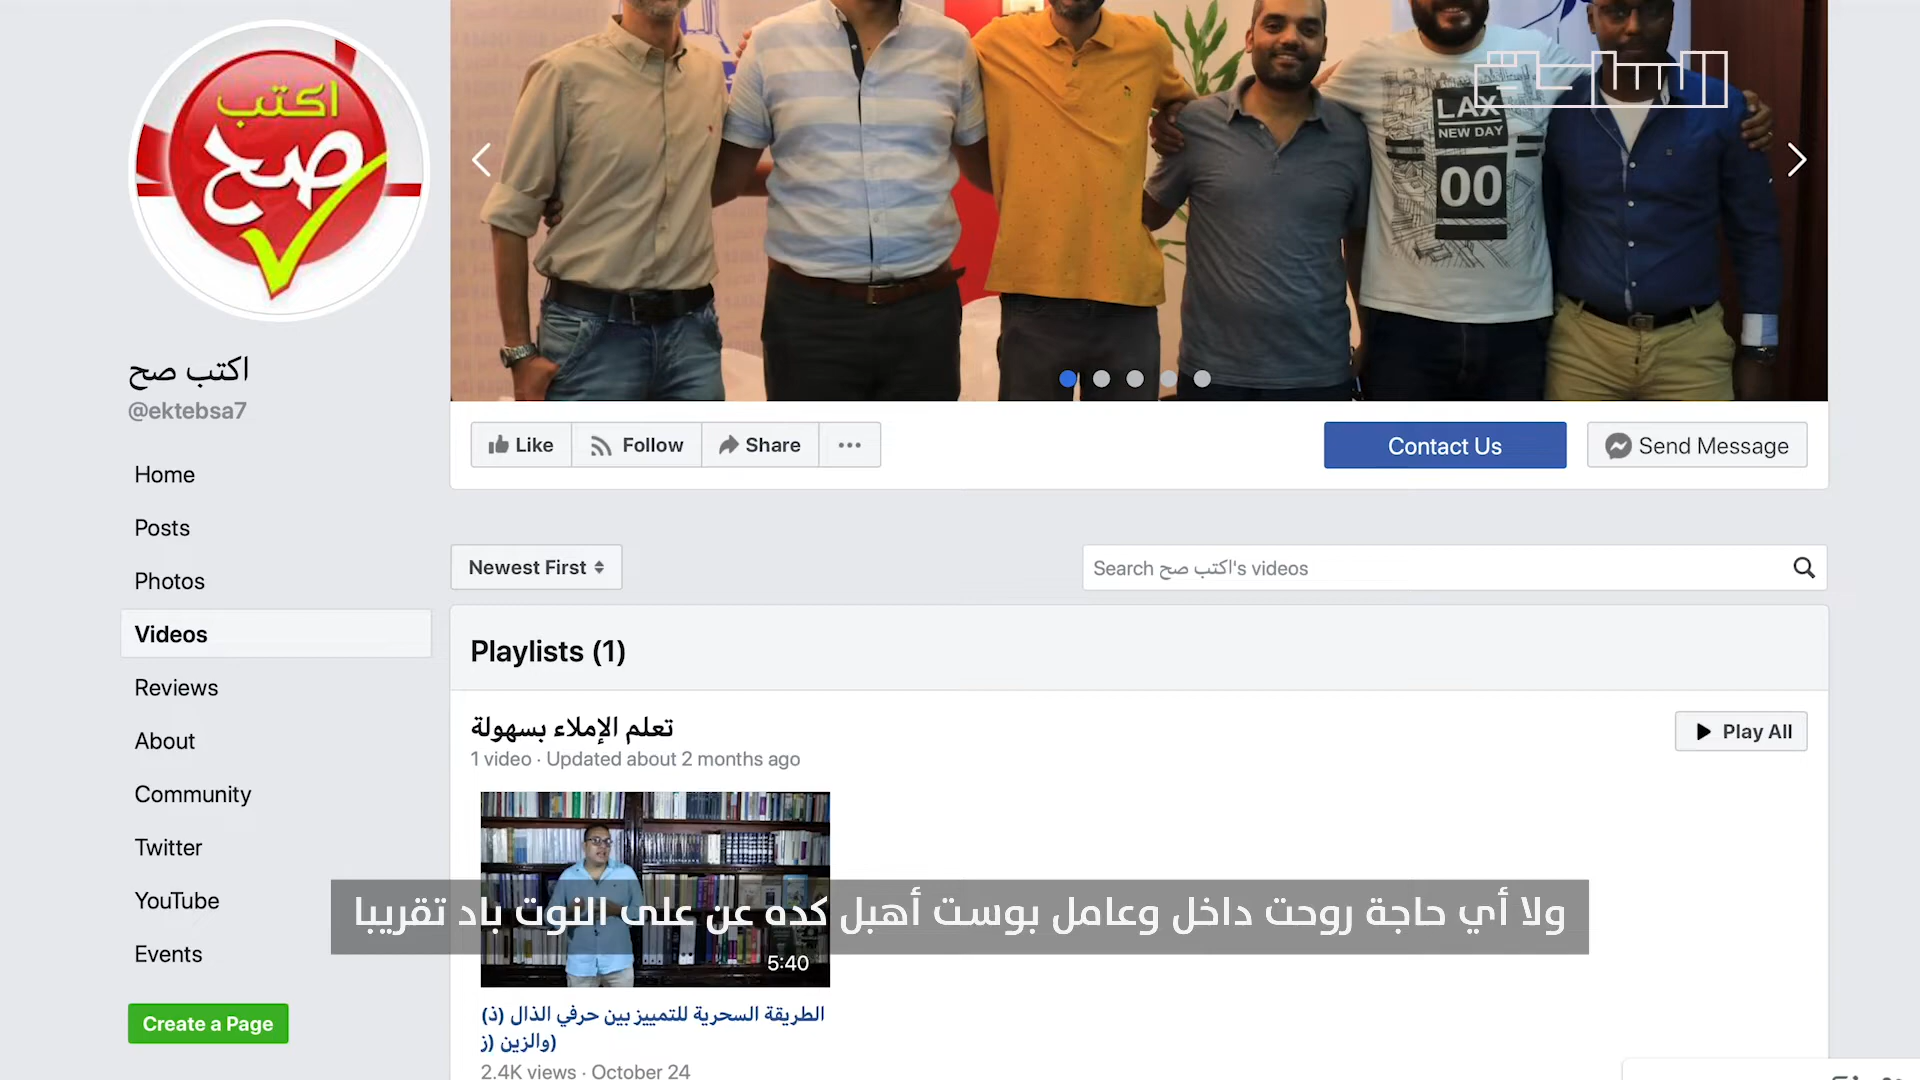 اكتب
صح
الساحة
LAX
NEW DAY
00
اكتب صح
@ektebsa7
Home
Posts
Photos
Videos
Reviews
About
Community
Twitter
YouTube
Events
Create a Page
Like
Follow
Share
Contact Us
Send Message
Newest First
Search اكتب صح's videos
Playlists (1)
تعلم الإملاء بسهولة
1 video · Updated about 2 months ago
Play All
5:40
ولا أي حاجة روحت داخل وعامل بوست أهبل كده عن على النوت باد تقريبا
الطريقة السحرية للتمييز بين حرفي الذال (ذ)
والزين (ز)
2.4K views · October 24